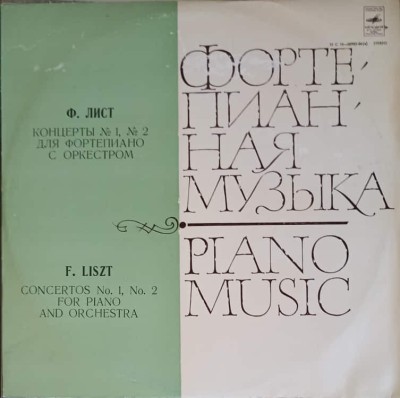 Ф. ЛИСТ
КОНЦЕРТЫ № 1, № 2
ДЛЯ ФОРТЕПИАНО
С ОРКЕСТРОМ
F. LISZT
CONCERTOS No. 1, No. 2
FOR PIANO
AND ORCHESTRA
ФОРТЕ-
ПИАН-
НАЯ
МУЗЫКА
PIANO
MUSIC